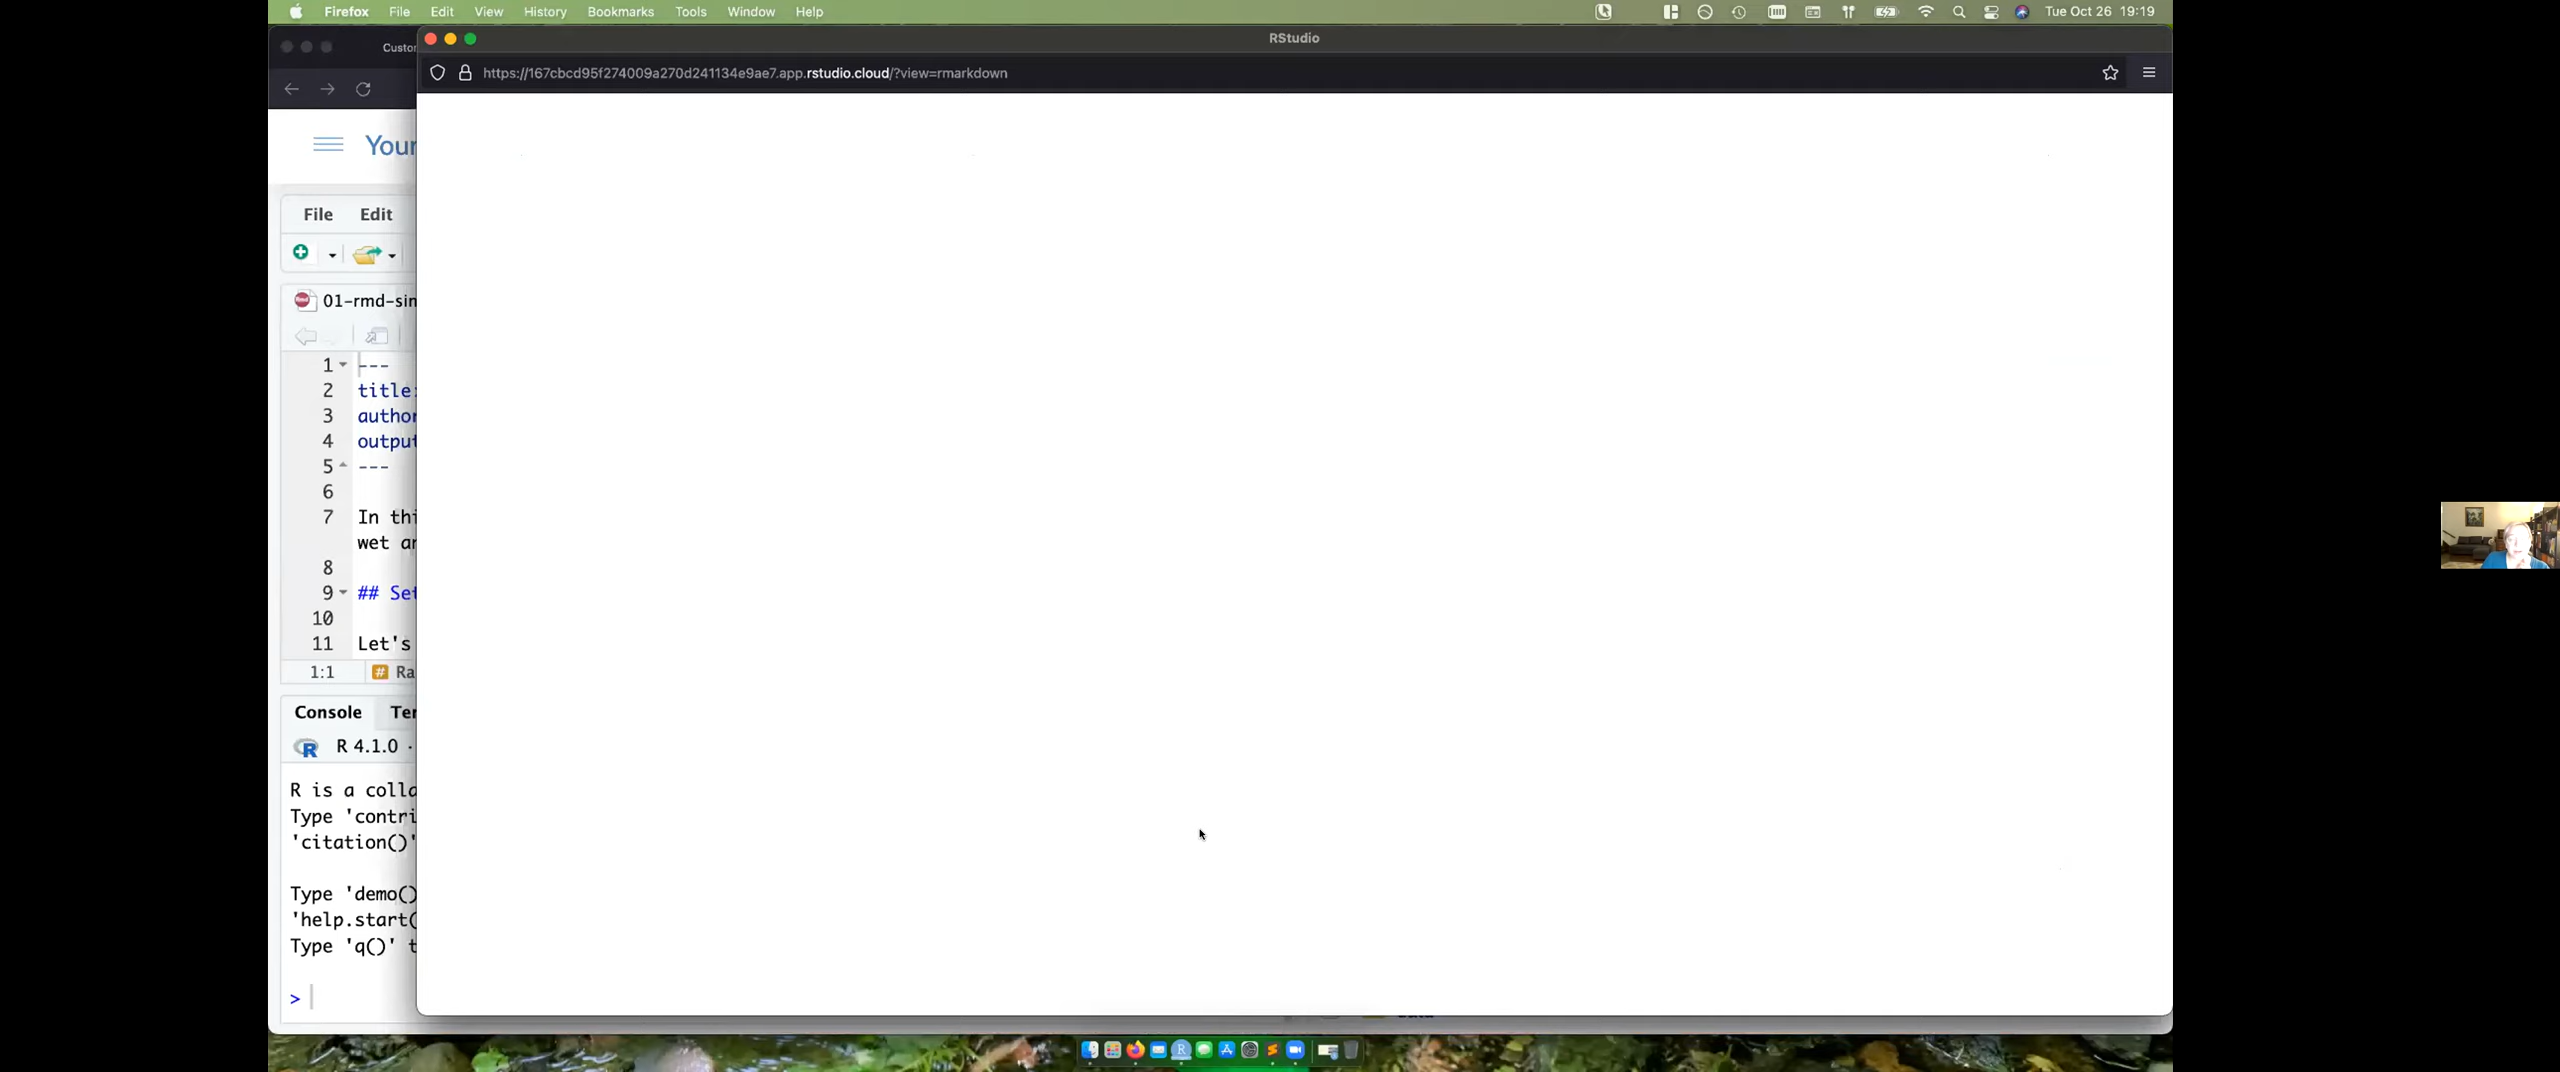 Firefox File Edit View History Bookmarks Tools Window Help Tue Oct 26 19:19
RStudio
https://167cbcd95f274009a270d241134e9ae7.app.rstudio.cloud/?view=rmarkdown
Custo
Your
File Edit
01-rmd-sim
1 ---
2 title:
3 author
4 output
5 ---
6
7 In thi
wet an
8
9 ## Set
10
11 Let's
1:1 # Ra
Console Ter
R 4.1.0 ·
R is a colla
Type 'contri
'citation()'
Type 'demo()
'help.start(
Type 'q()' t
>